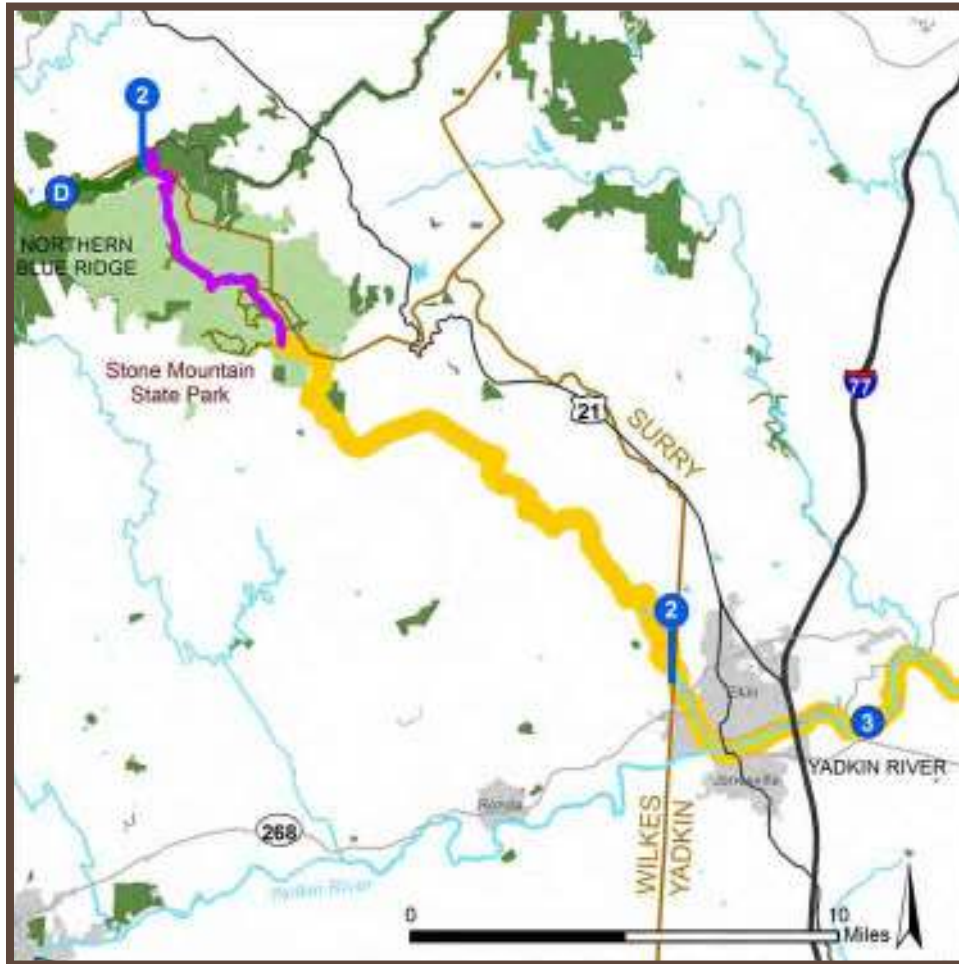 2
D
NORTHERN
BLUE RIDGE
Stone Mountain
State Park
77
21
SURRY
2
Elkin
3
YADKIN RIVER
Jonesville
Ronda
268
WILKES
YADKIN
Yadkin River
0
10
Miles